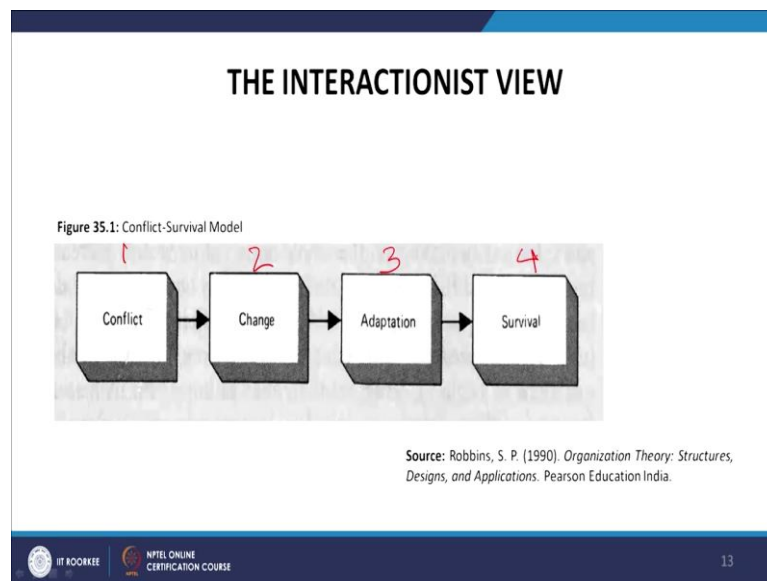 THE INTERACTIONIST VIEW
Figure 35.1: Conflict-Survival Model
1 2 3 4
Conflict Change Adaptation Survival
Source: Robbins, S. P. (1990). Organization Theory: Structures,
Designs, and Applications. Pearson Education India.
IIT ROORKEE NPTEL ONLINE
CERTIFICATION COURSE
13